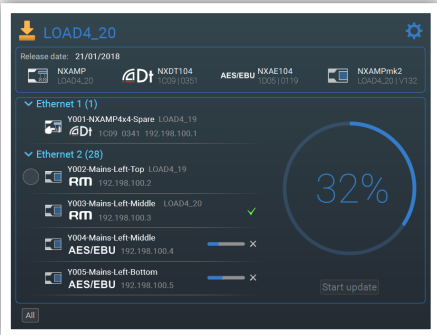 LOAD4_20
Release date: 21/01/2018
NXAMP
LOAD4_20
Dt NXDT104
1C09|0351
AES/EBU NXAE104
1D05|0119
NXAMPmk2
LOAD4_20|V132
Ethernet 1 (1)
Y001-NXAMP4x4-Spare LOAD4_19
Dt 1C09 0341 192.198.100.1
Ethernet 2 (28)
Y002-Mains-Left-Top LOAD4_19
RM 192.198.100.2
Y003-Mains-Left-Middle LOAD4_20
RM 192.198.100.3
Y004-Mains-Left-Middle
AES/EBU 192.198.100.4
Y005-Mains-Left-Bottom
AES/EBU 192.198.100.5
32%
Start update
All